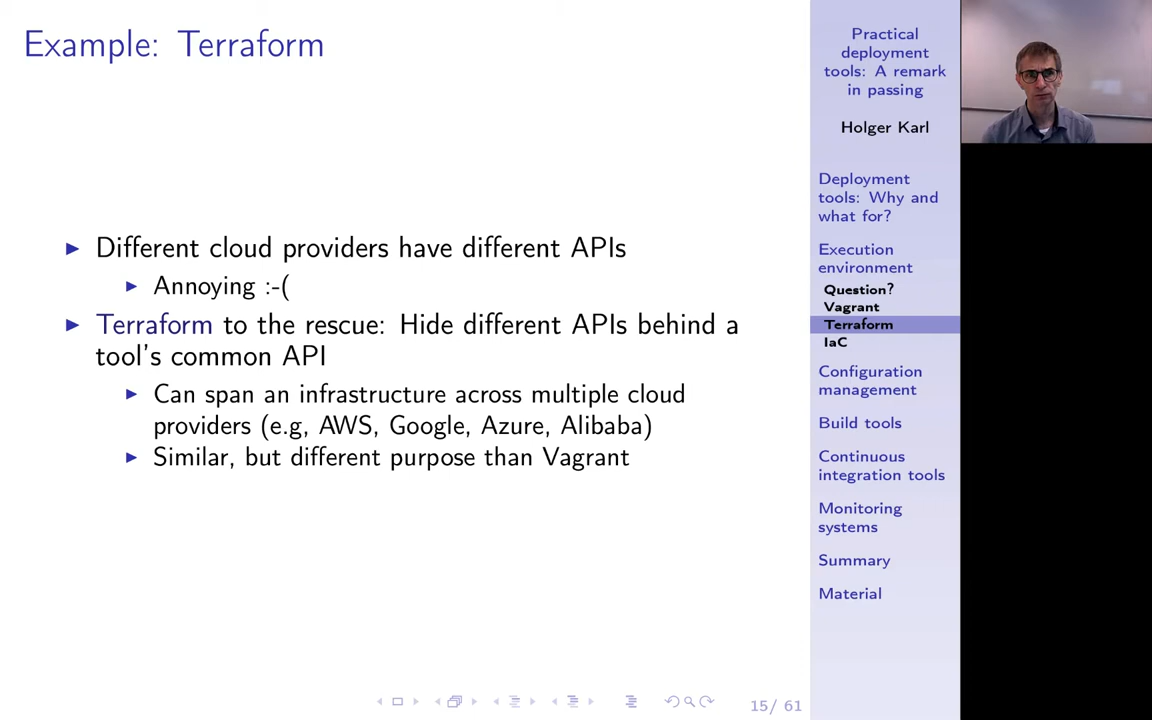 Example: Terraform
Different cloud providers have different APIs
Annoying :-(
Terraform to the rescue: Hide different APIs behind a
tool's common API
Can span an infrastructure across multiple cloud
providers (e.g, AWS, Google, Azure, Alibaba)
Similar, but different purpose than Vagrant
15/ 61
Practical
deployment
tools: A remark
in passing
Holger Karl
Deployment
tools: Why and
what for?
Execution
environment
Question?
Vagrant
Terraform
IaC
Configuration
management
Build tools
Continuous
integration tools
Monitoring
systems
Summary
Material